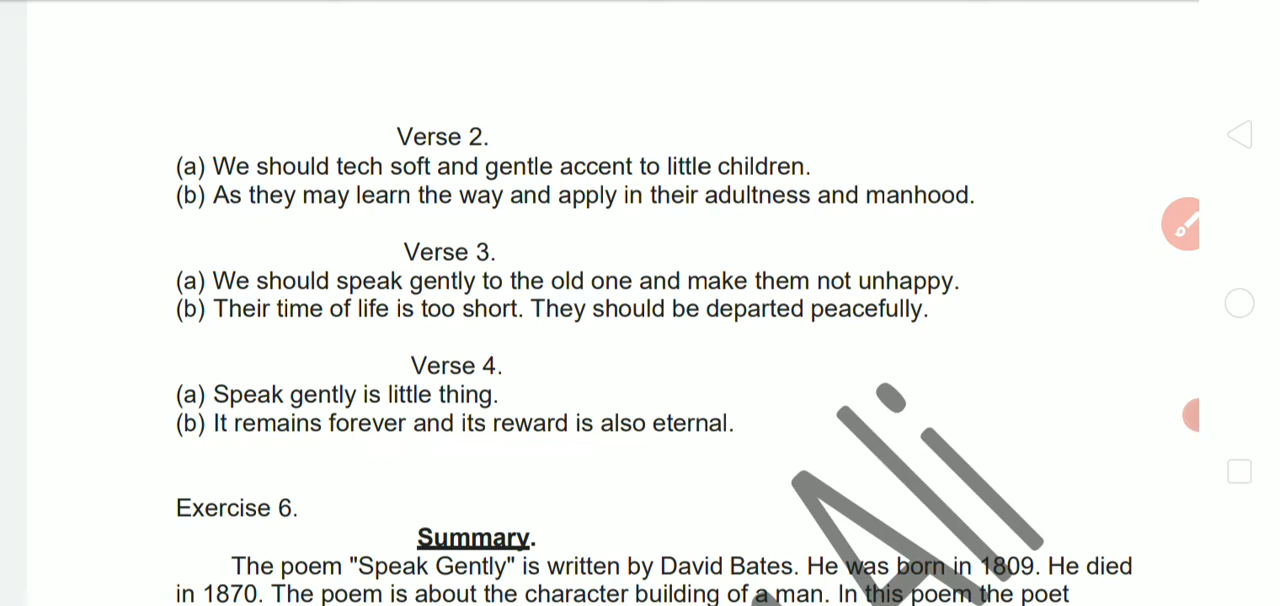 Verse 2.
(a) We should tech soft and gentle accent to little children.
(b) As they may learn the way and apply in their adultness and manhood.
Verse 3.
(a) We should speak gently to the old one and make them not unhappy.
(b) Their time of life is too short. They should be departed peacefully.
Verse 4.
(a) Speak gently is little thing.
(b) It remains forever and its reward is also eternal.
Exercise 6.
Summary.
The poem "Speak Gently" is written by David Bates. He was born in 1809. He died
in 1870. The poem is about the character building of a man. In this poem the poet
Ali